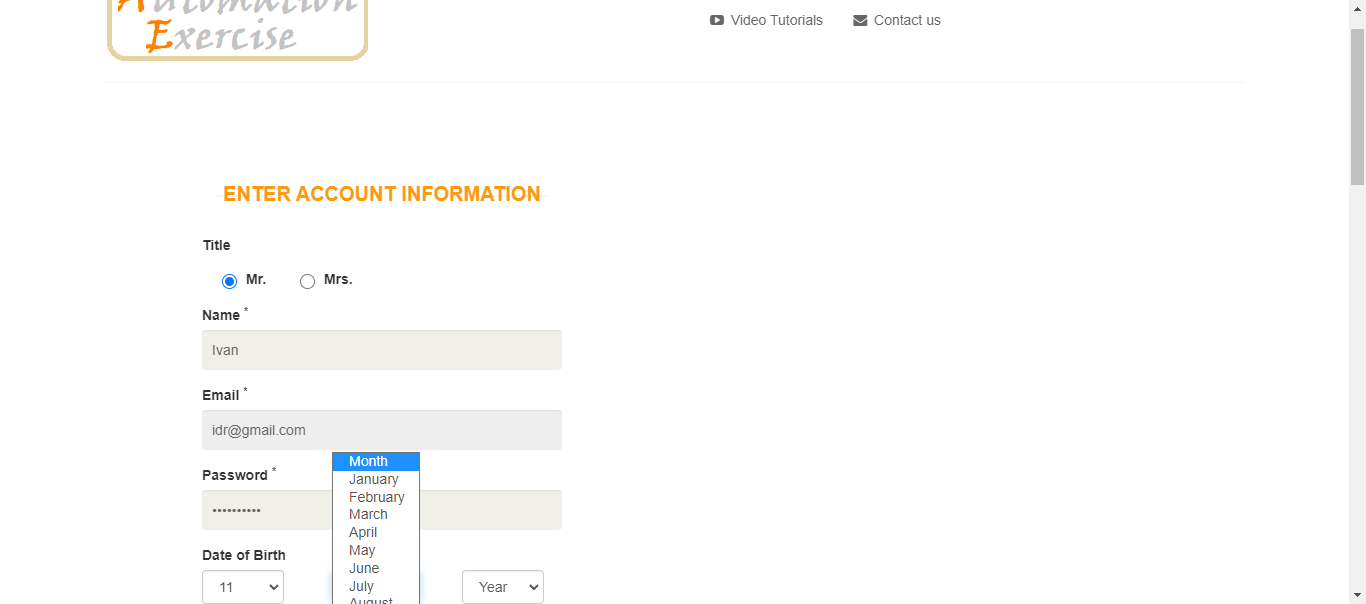 Automation
Exercise
Video Tutorials
Contact us
ENTER ACCOUNT INFORMATION
Title
Mr.
Mrs.
Name *
Ivan
Email *
idr@gmail.com
Password *
••••••••••
Date of Birth
11
Month
January
February
March
April
May
June
July
August
Year